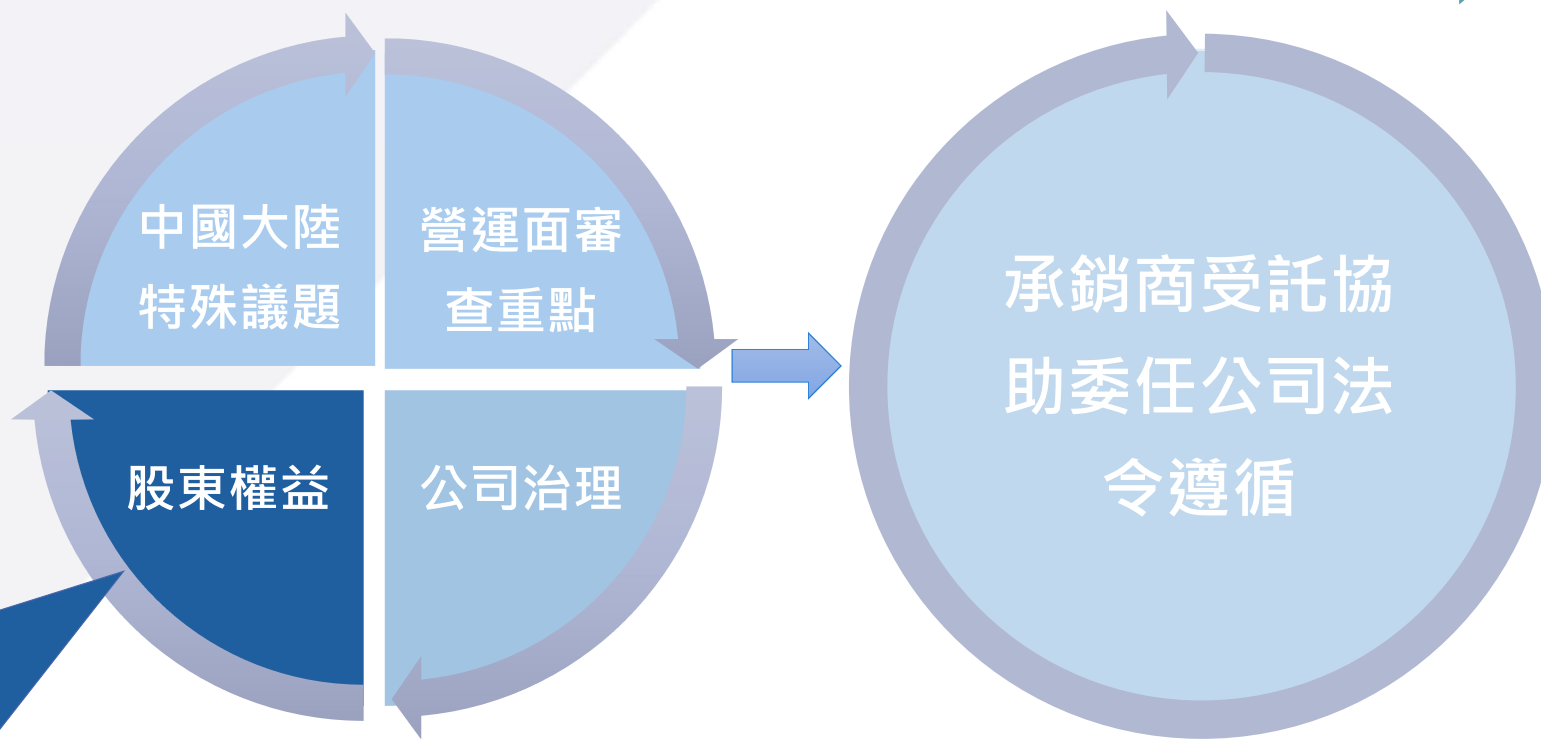 中國大陸
特殊議題
營運面審
查重點
股東權益
公司治理
承銷商受託協
助委任公司法
令遵循